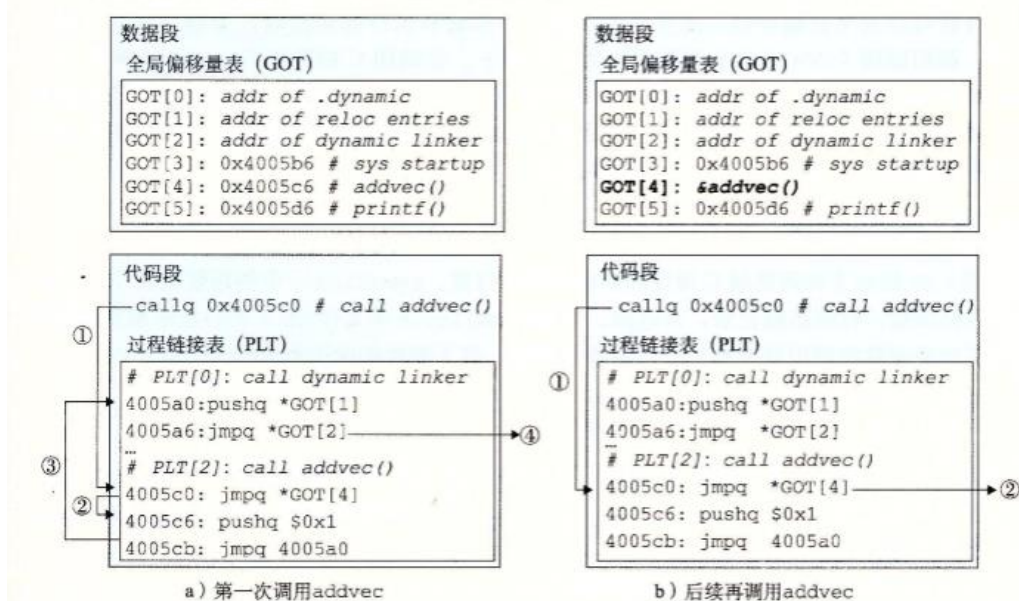 数据段
全局偏移量表（GOT）
GOT[0]: addr of .dynamic
GOT[1]: addr of reloc entries
GOT[2]: addr of dynamic linker
GOT[3]: 0x4005b6 # sys startup
GOT[4]: 0x4005c6 # addvec()
GOT[5]: 0x4005d6 # printf()
代码段
callq 0x4005c0 # call addvec()
①
过程链接表（PLT）
# PLT[0]: call dynamic linker
4005a0:pushq *GOT[1]
4005a6:jmpq *GOT[2]
④
…
③
# PLT[2]: call addvec()
4005c0: jmpq *GOT[4]
②
4005c6: pushq $0x1
4005cb: jmpq 4005a0
a）第一次调用addvec
数据段
全局偏移量表（GOT）
GOT[0]: addr of .dynamic
GOT[1]: addr of reloc entries
GOT[2]: addr of dynamic linker
GOT[3]: 0x4005b6 # sys startup
GOT[4]: &addvec()
GOT[5]: 0x4005d6 # printf()
代码段
callq 0x4005c0 # call addvec()
过程链接表（PLT）
①
# PLT[0]: call dynamic linker
4005a0:pushq *GOT[1]
4005a6:jmpq *GOT[2]
…
# PLT[2]: call addvec()
4005c0: jmpq *GOT[4]
②
4005c6: pushq $0x1
4005cb: jmpq 4005a0
b）后续再调用addvec